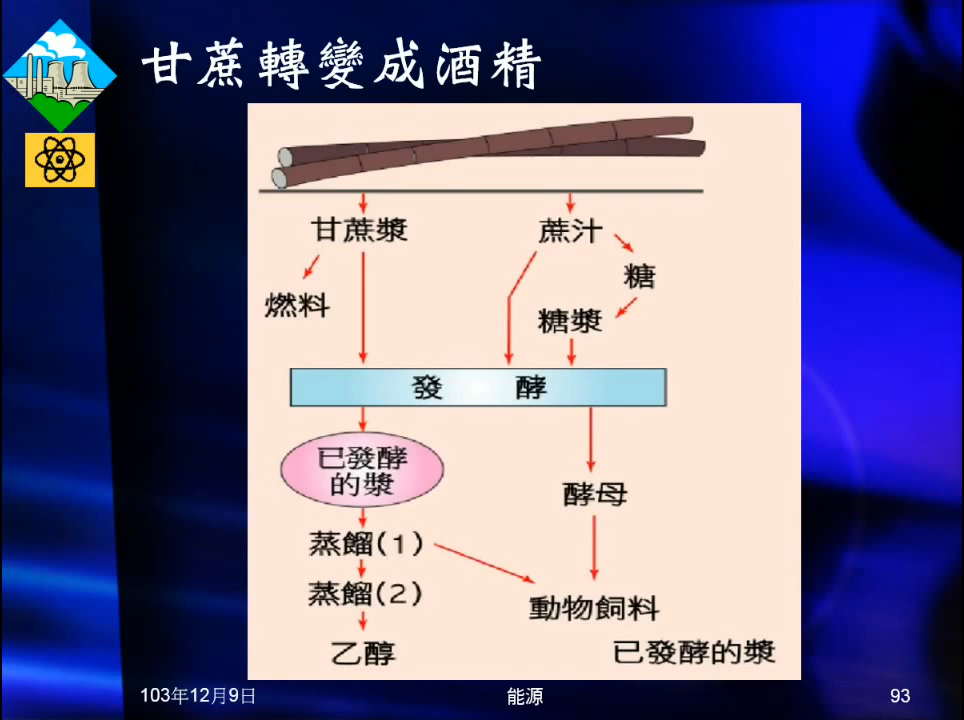 甘蔗轉變成酒精
甘蔗漿
蔗汁
燃料
糖
糖漿
發 酵
已發酵
的漿
酵母
蒸餾(1)
蒸餾(2)
動物飼料
乙醇
已發酵的漿
103年12月9日
能源
93